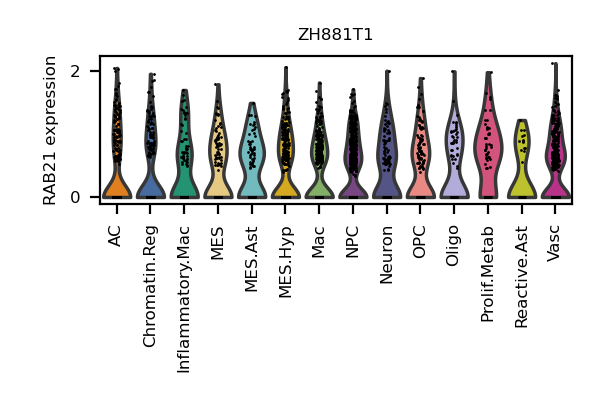 ZH881T1
RAB21 expression
2
0
AC
Chromatin.Reg
Inflammatory.Mac
MES
MES.Ast
MES.Hyp
Mac
NPC
Neuron
OPC
Oligo
Prolif.Metab
Reactive.Ast
Vasc